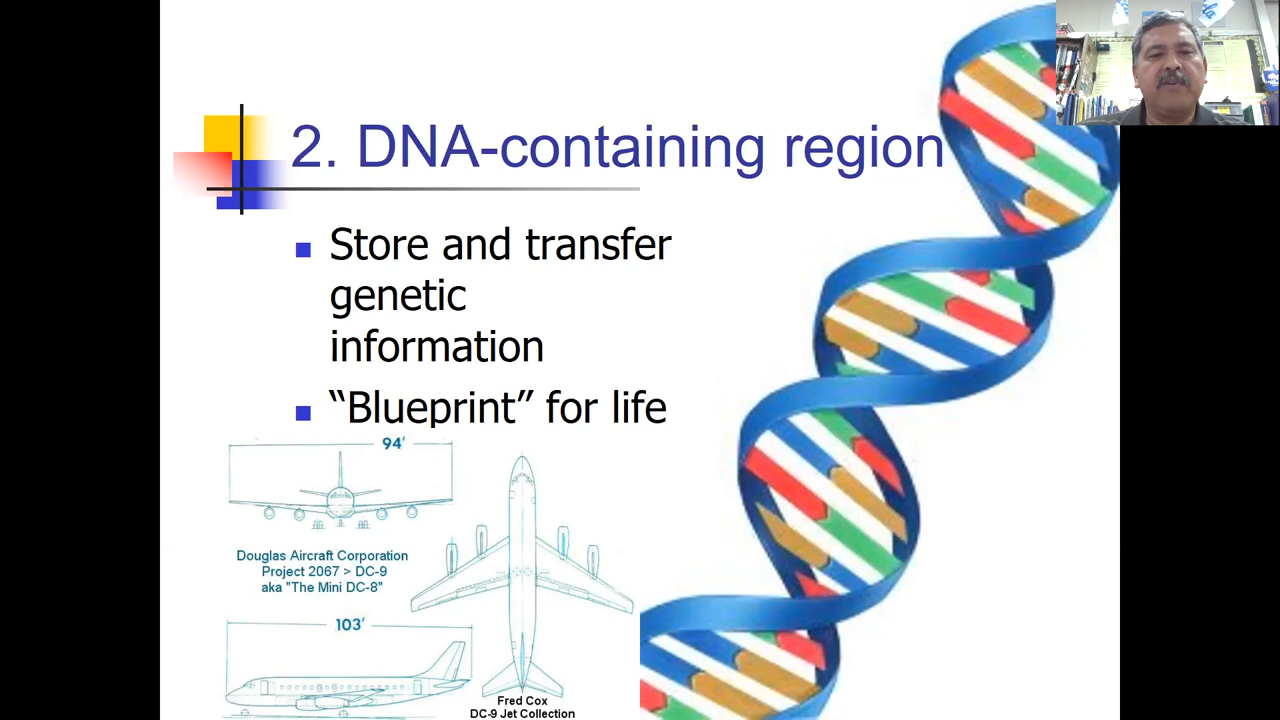 2. DNA-containing region
Store and transfer
genetic
information
“Blueprint” for life
94'
Douglas Aircraft Corporation
Project 2067 > DC-9
aka "The Mini DC-8"
103'
Fred Cox
DC-9 Jet Collection